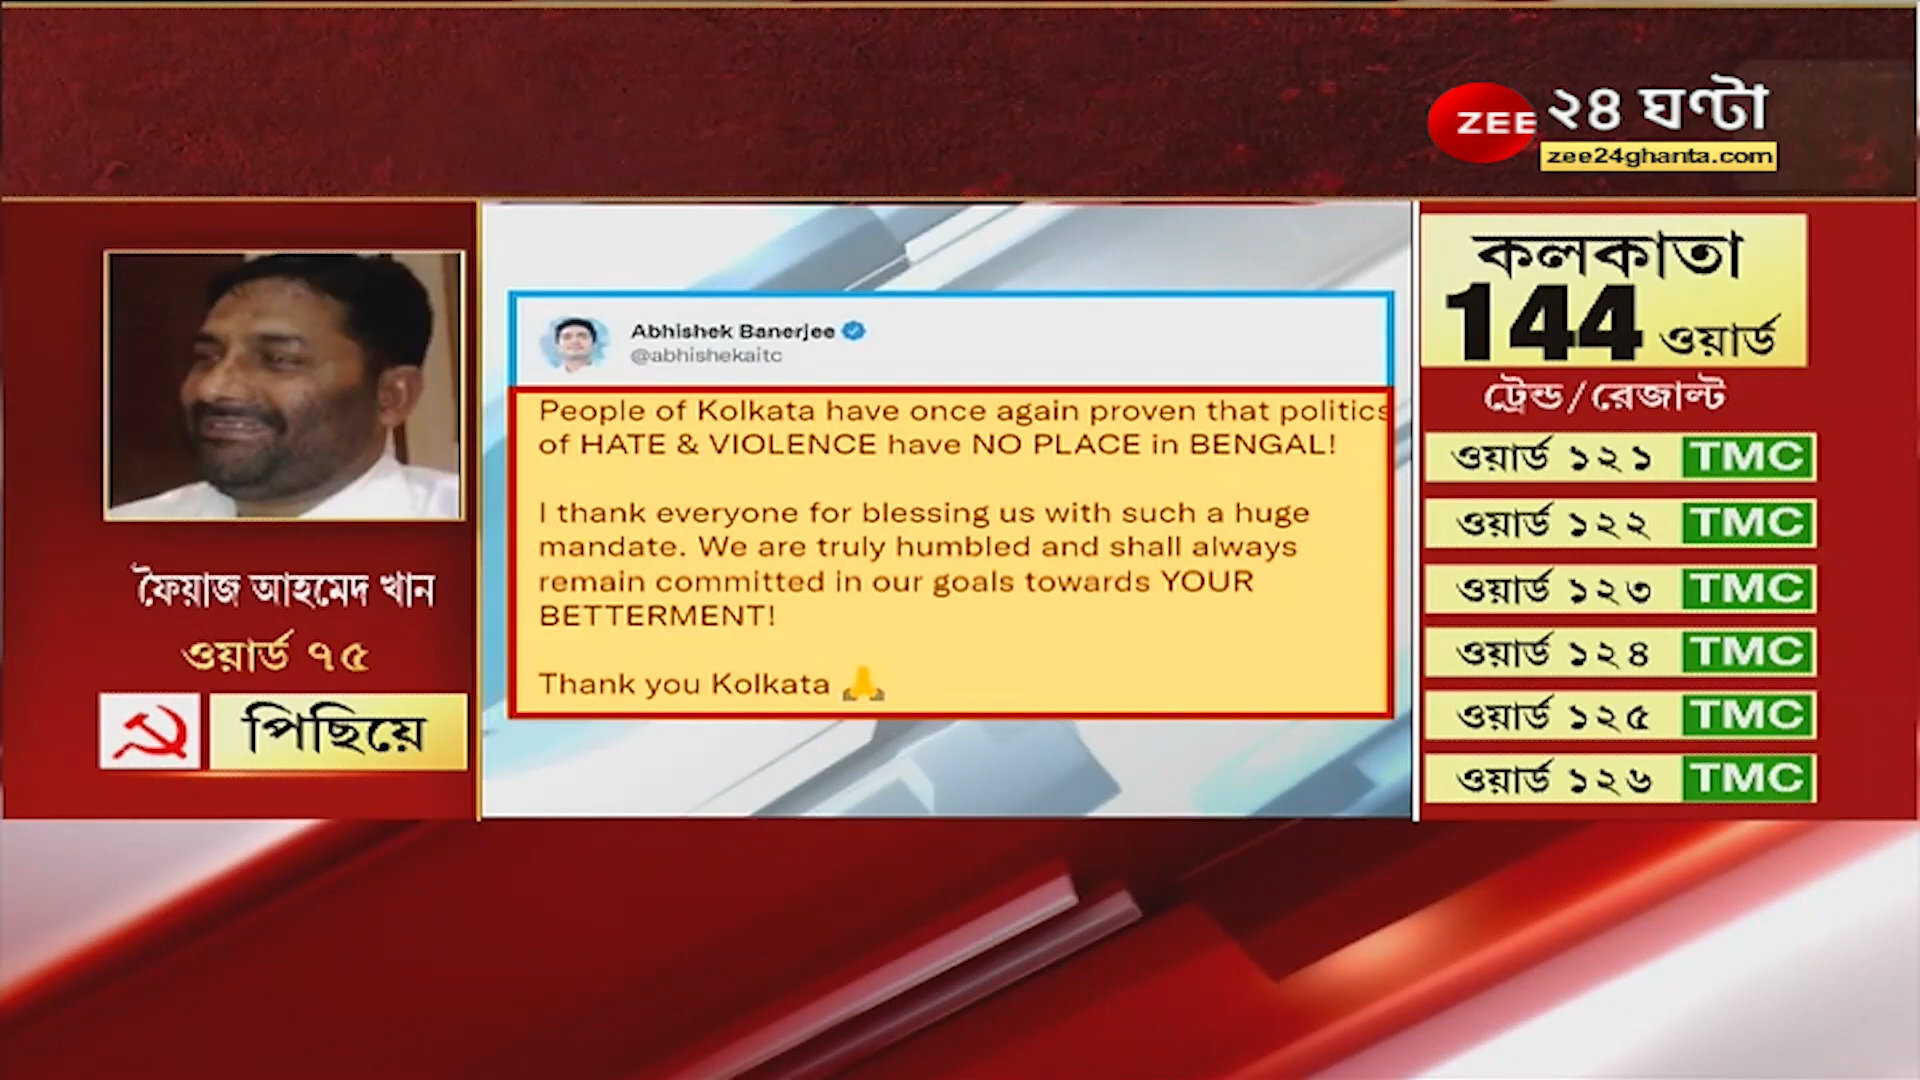 ZEE ২৪ ঘণ্টা
zee24ghanta.com
ফৈয়াজ আহমেদ খান
ওয়ার্ড ৭৫
পিছিয়ে
Abhishek Banerjee
@abhishekaitc
People of Kolkata have once again proven that politics
of HATE & VIOLENCE have NO PLACE in BENGAL!
I thank everyone for blessing us with such a huge
mandate. We are truly humbled and shall always
remain committed in our goals towards YOUR
BETTERMENT!
Thank you Kolkata 🙏
কলকাতা
144 ওয়ার্ড
ট্রেন্ড/রেজাল্ট
ওয়ার্ড ১২১ TMC
ওয়ার্ড ১২২ TMC
ওয়ার্ড ১২৩ TMC
ওয়ার্ড ১২৪ TMC
ওয়ার্ড ১২৫ TMC
ওয়ার্ড ১২৬ TMC